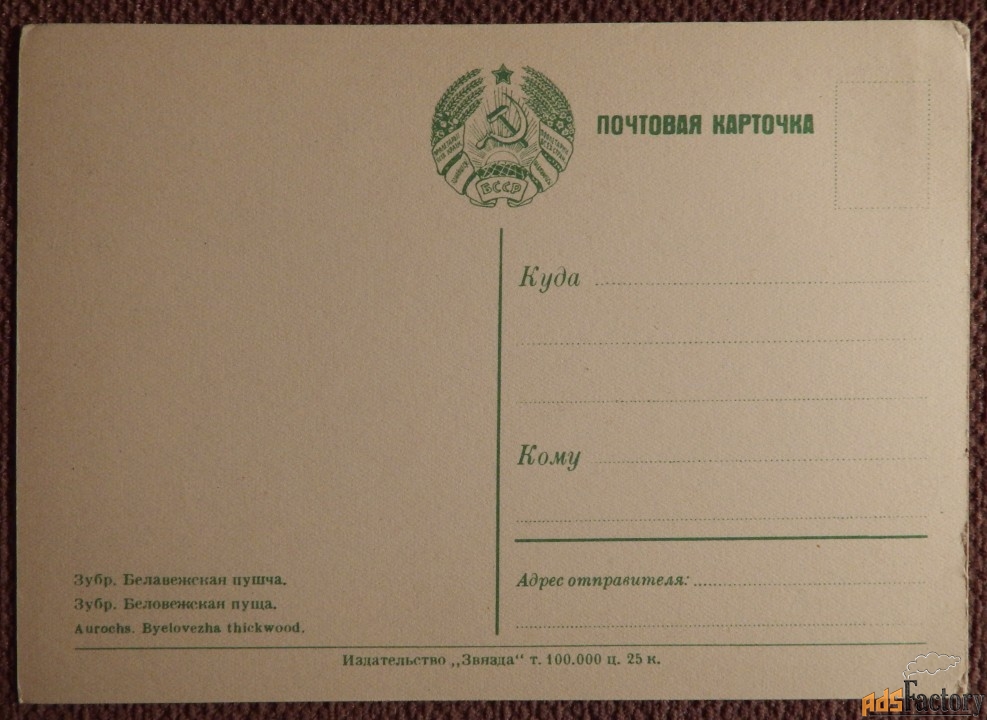 БССР
ПОЧТОВАЯ КАРТОЧКА
Куда
Кому
Адрес отправителя:
Зубр. Белавежская пушча.
Зубр. Беловежская пуща.
Aurochs. Byelovezha thickwood.
Издательство „Звязда“ т. 100.000 ц. 25 к.
AdsFactory